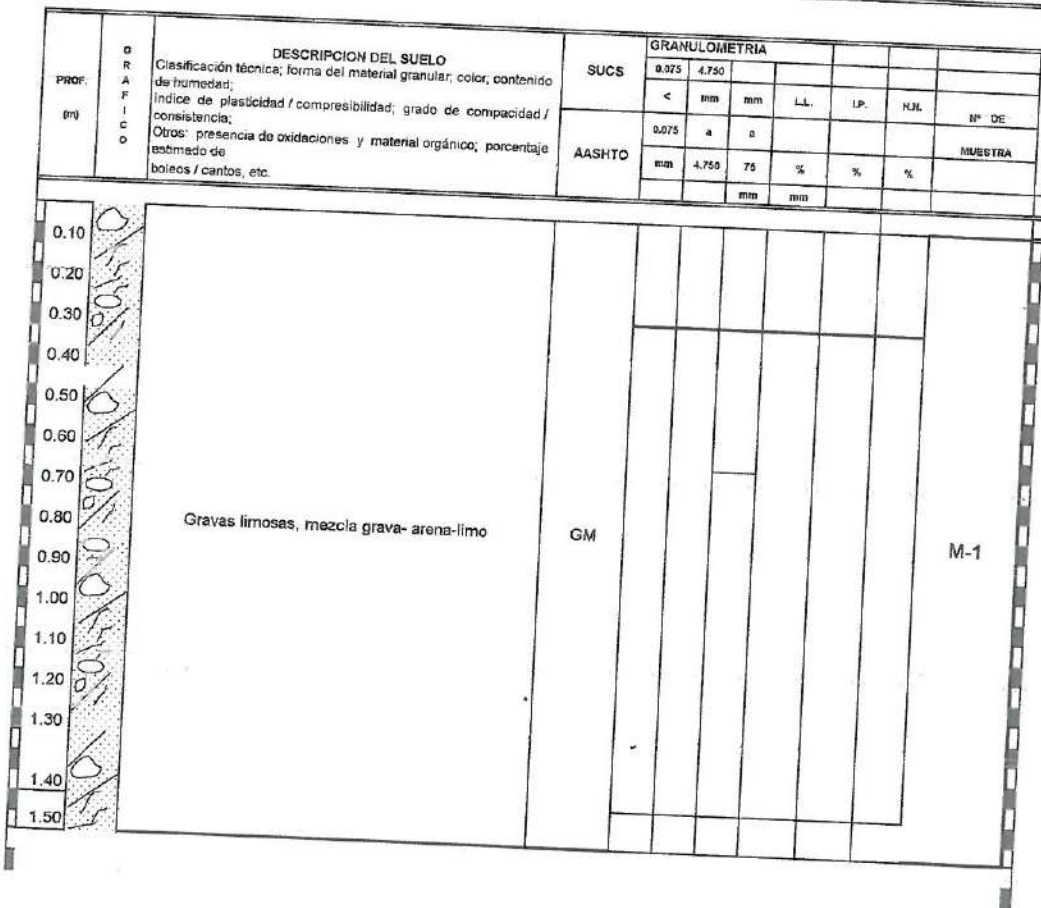 PROF.
(m)
G
R
A
F
I
C
O
DESCRIPCION DEL SUELO
Clasificación técnica; forma del material granular; color; contenido
de humedad;
índice de plasticidad / compresibilidad; grado de compacidad /
consistencia;
Otros: presencia de oxidaciones y material orgánico; porcentaje
estimado de
boleos / cantos, etc.
SUCS
AASHTO
GRANULOMETRIA
0.075 4.750
< mm mm L.L. I.P. H.N.
0.075 a a
mm 4.750 75 % % %
mm mm
Nº DE
MUESTRA
0.10
0.20
0.30
0.40
0.50
0.60
0.70
0.80
0.90
1.00
1.10
1.20
1.30
1.40
1.50
Gravas limosas, mezcla grava- arena-limo
GM
M-1